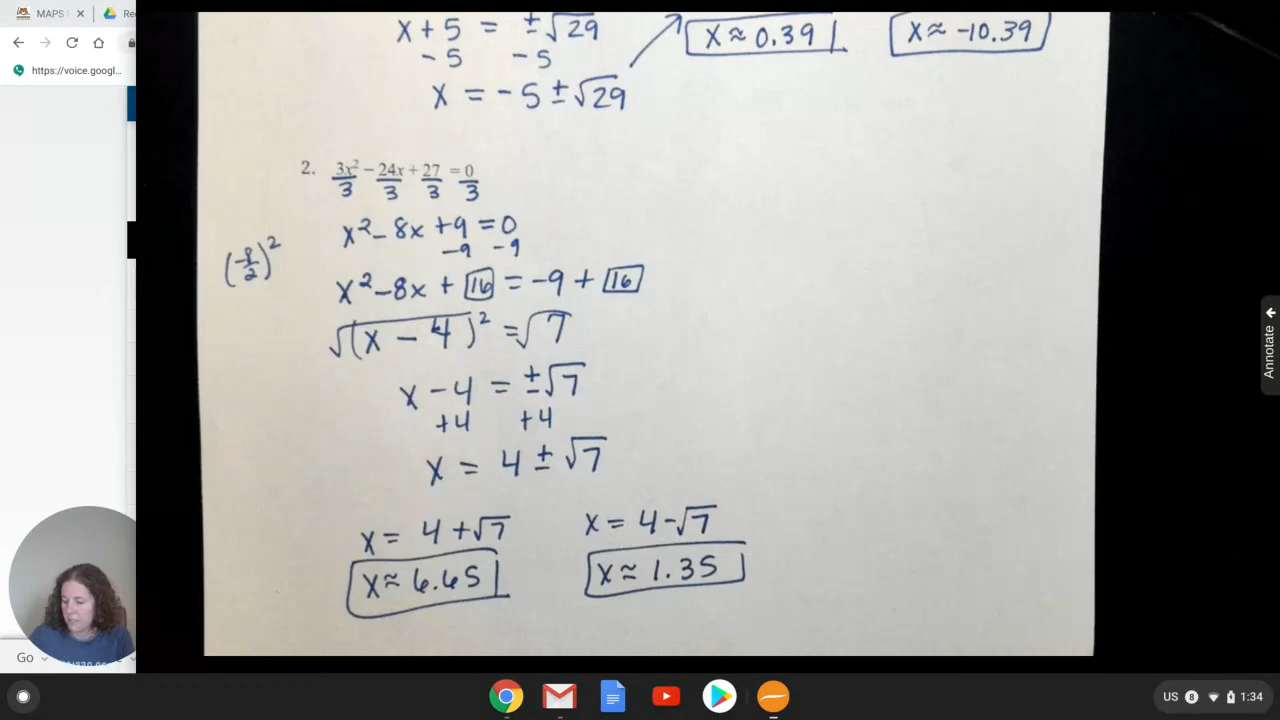 MAPS
Drive
Re
https://voice.googl...
x + 5 = ±√29
-5 -5
x ≈ 0.39
x ≈ -10.39
x = -5 ± √29
2. 3x² - 24x + 27 = 0
3 3 3 3
x² - 8x + 9 = 0
-9 -9
(-8/2)²
x² - 8x + 16 = -9 + 16
√(x - 4)² = √7
x - 4 = ±√7
+4 +4
x = 4 ± √7
x = 4 + √7
x = 4 - √7
x ≈ 6.65
x ≈ 1.35
Annotate
Go
US 8 1:34